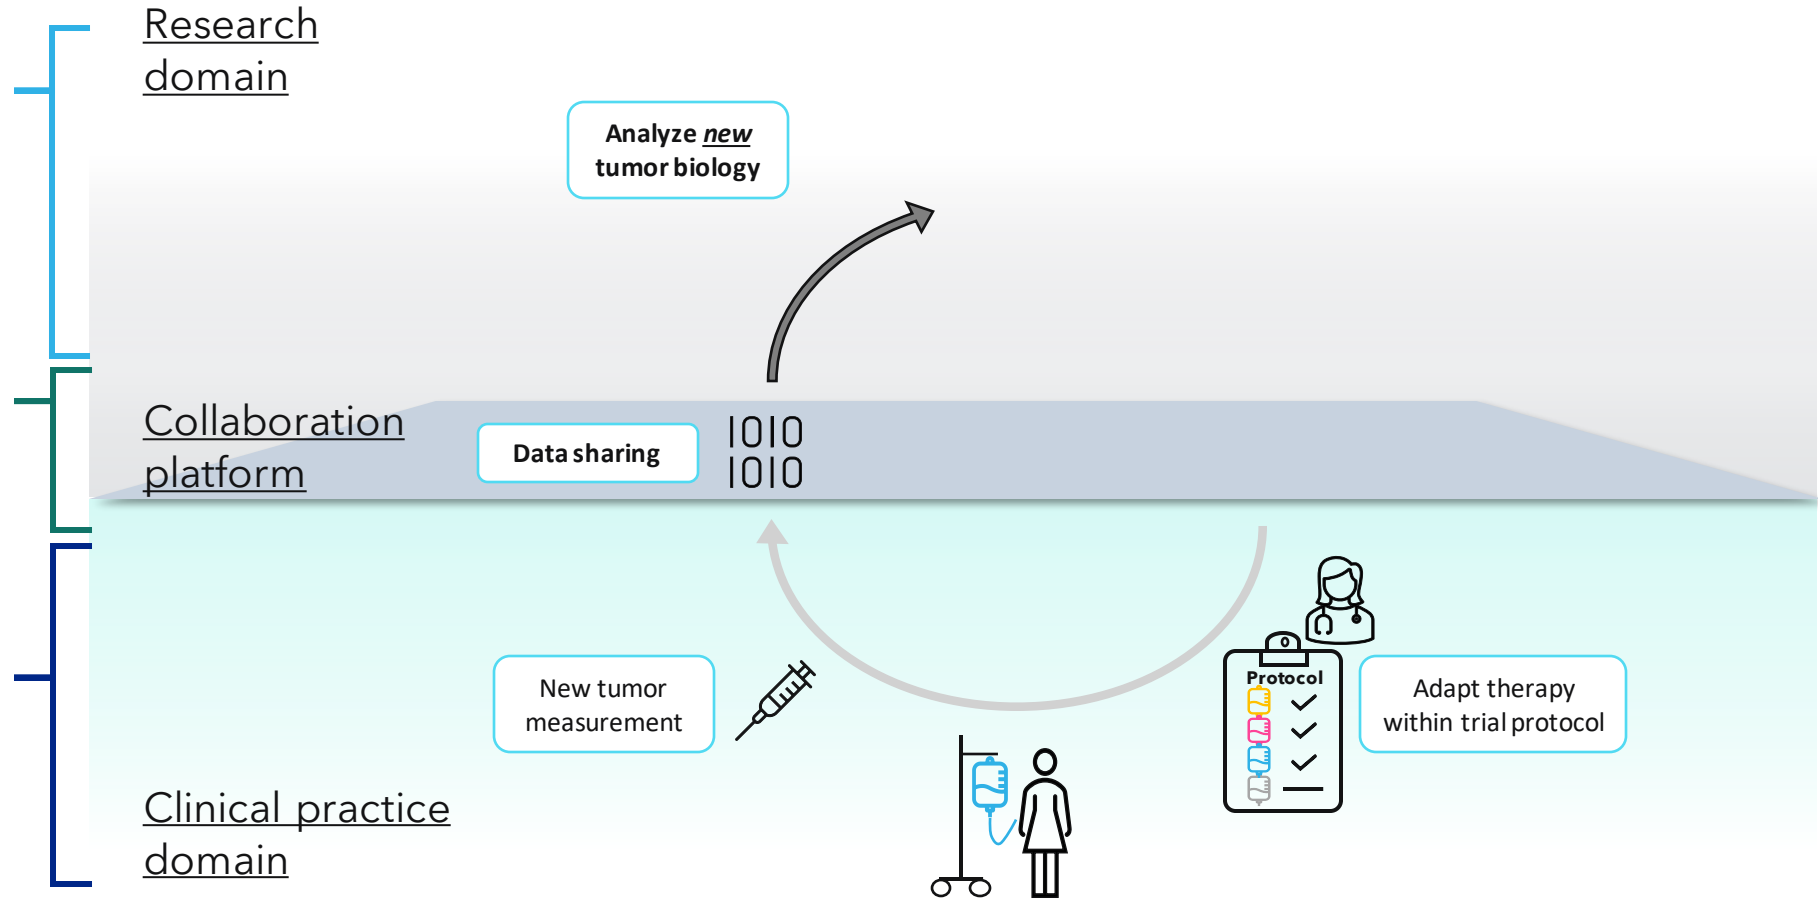 Research
domain
Analyze new
tumor biology
Collaboration
platform
Data sharing
1010
1010
New tumor
measurement
Protocol
Adapt therapy
within trial protocol
Clinical practice
domain